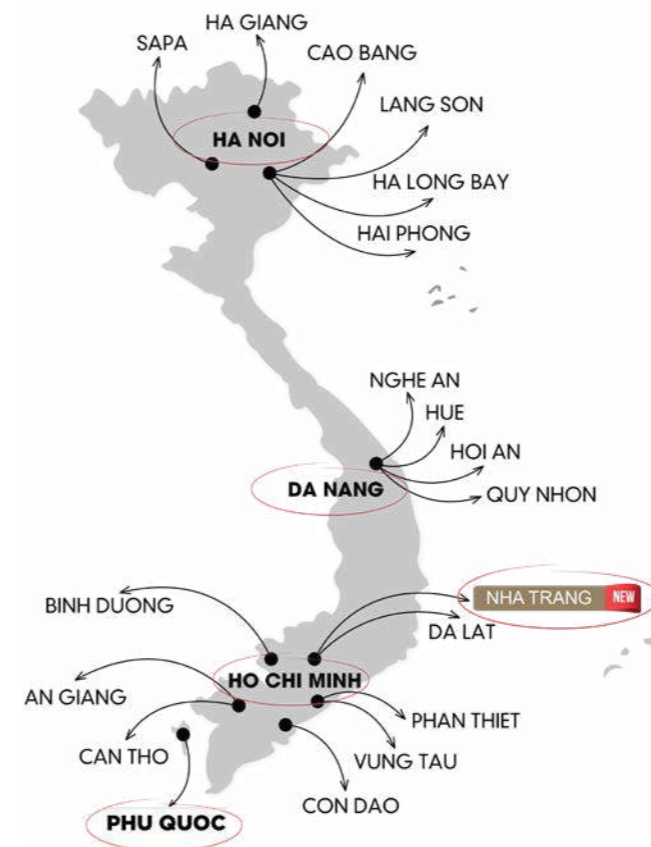 HA GIANG
SAPA
CAO BANG
LANG SON
HA NOI
HA LONG BAY
HAI PHONG
NGHE AN
HUE
HOI AN
DA NANG
QUY NHON
NHA TRANG NEW
BINH DUONG
DA LAT
HO CHI MINH
AN GIANG
PHAN THIET
CAN THO
VUNG TAU
CON DAO
PHU QUOC